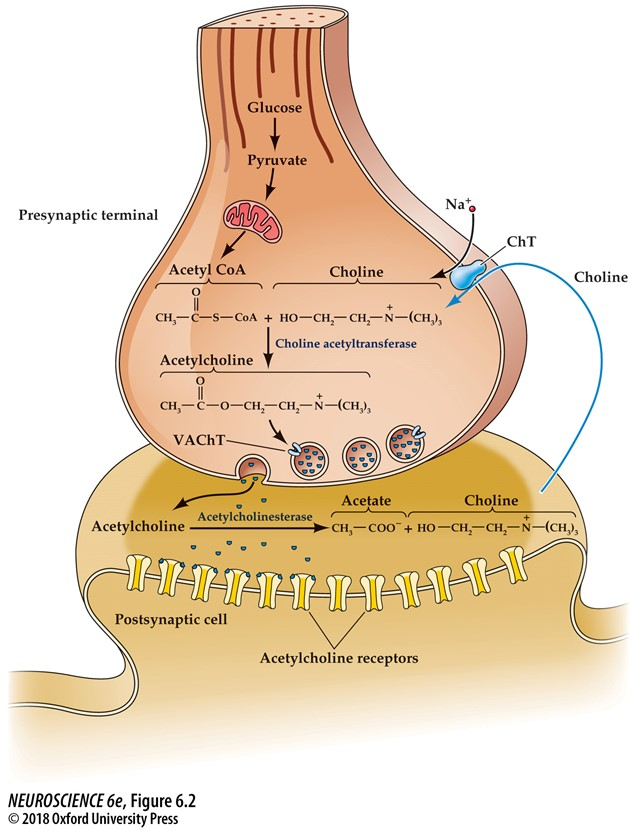 Glucose
Pyruvate
Presynaptic terminal
Na+
ChT
Acetyl CoA
Choline
Choline
O
CH3—C—S—CoA + HO—CH2—CH2—N+—(CH3)3
Choline acetyltransferase
Acetylcholine
O
CH3—C—O—CH2—CH2—N+—(CH3)3
VAChT
Acetate
Choline
Acetylcholine
Acetylcholinesterase
CH3—COO− + HO—CH2—CH2—N+—(CH3)3
Postsynaptic cell
Acetylcholine receptors
NEUROSCIENCE 6e, Figure 6.2
© 2018 Oxford University Press